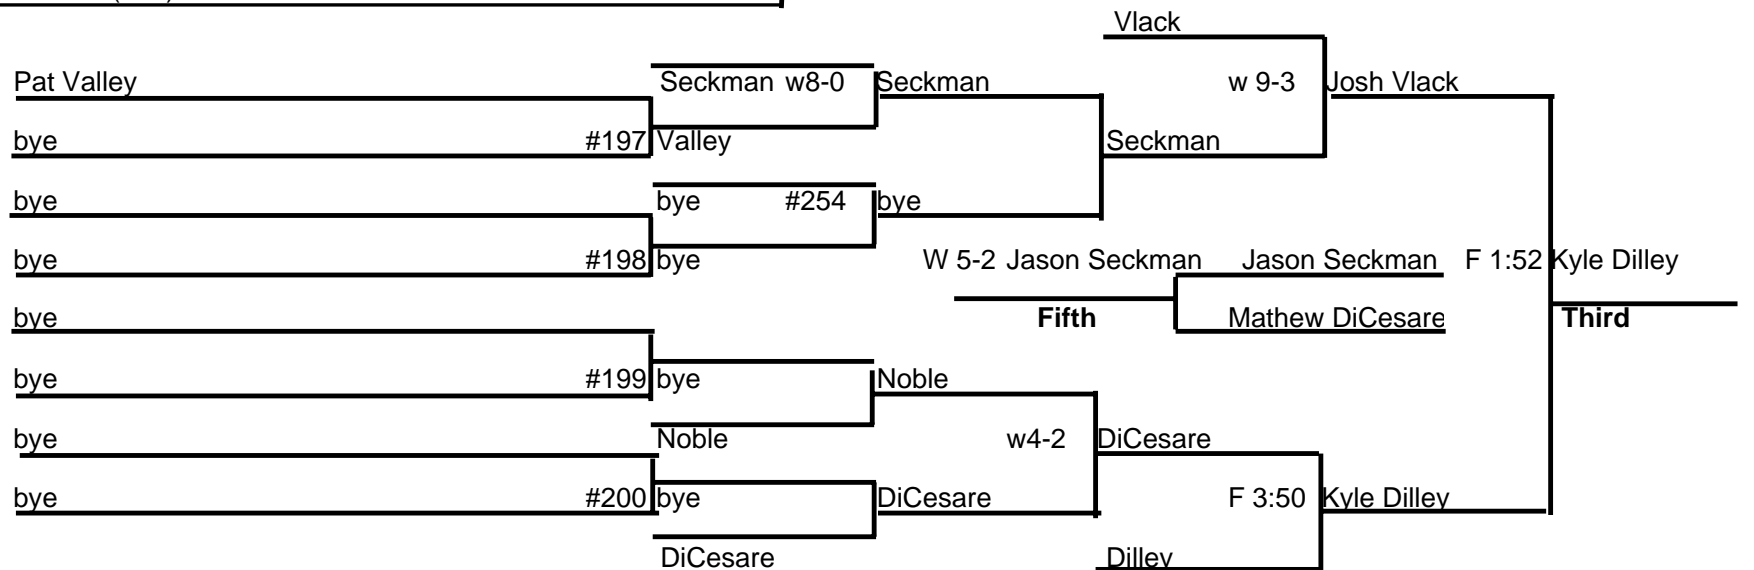 Vlack
Pat Valley Seckman w8-0 Seckman w 9-3 Josh Vlack
bye #197 Valley Seckman
bye bye #254 bye
bye #198 bye W 5-2 Jason Seckman Jason Seckman F 1:52 Kyle Dilley
bye Fifth Mathew DiCesare Third
bye #199 bye Noble
bye Noble w4-2 DiCesare
bye #200 bye DiCesare F 3:50 Kyle Dilley
DiCesare Dilley